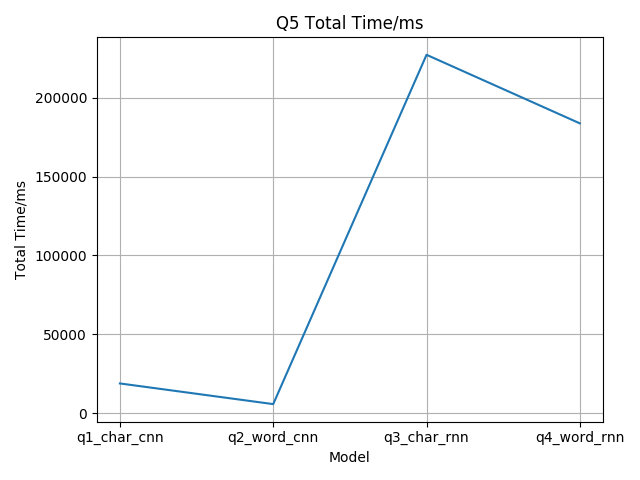 Q5 Total Time/ms
Total Time/ms
200000
150000
100000
50000
0
q1_char_cnn
q2_word_cnn
q3_char_rnn
q4_word_rnn
Model